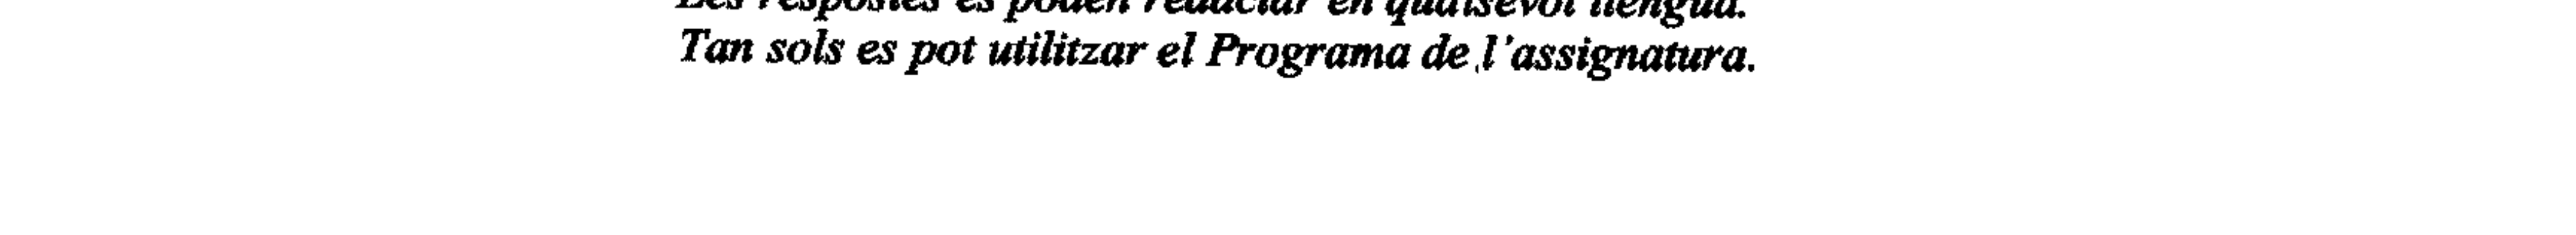 Les respostes es poden redactar en qualsevol llengua.
Tan sols es pot utilitzar el Programa de l'assignatura.